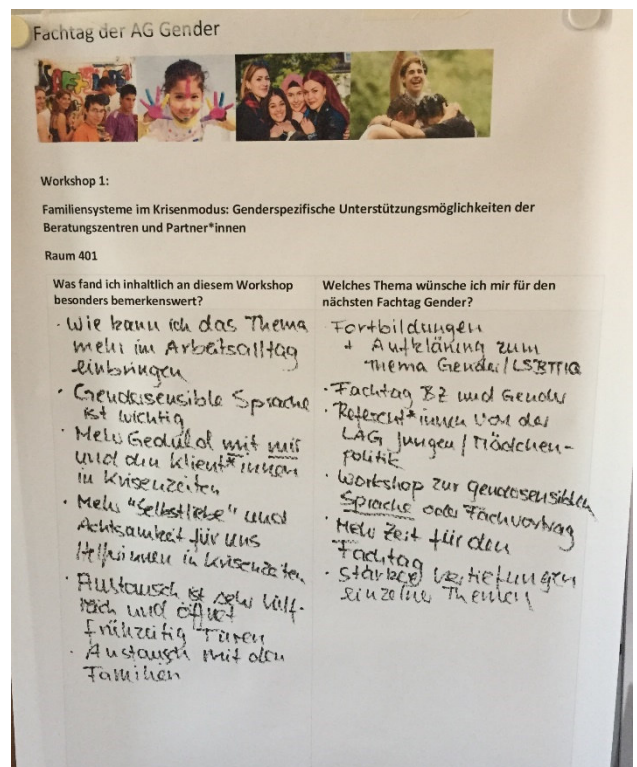 Fachtag der AG Gender
Workshop 1:
Familiensysteme im Krisenmodus: Genderspezifische Unterstützungsmöglichkeiten der
Beratungszentren und Partner*innen
Raum 401
Was fand ich inhaltlich an diesem Workshop
besonders bemerkenswert?
· Wie kann ich das Thema
mehr im Arbeitsalltag
einbringen
· Gendersensible Sprache
ist wichtig
· Mehr Geduld mit mir
und den Klient*innen
in Krisenzeiten
· Mehr "Selbstliebe" und
Achtsamkeit für uns
Helferinnen in Krisenzeiten
· Austausch ist sehr hilf-
reich und öffnet
frühzeitig Türen
· Austausch mit den
Familien
Welches Thema wünsche ich mir für den
nächsten Fachtag Gender?
· Fortbildungen
+ Aufklärung zum
Thema Gender/LSBTTIQ
· Fachtag BZ und Gender
· Referent*innen von der
LAG Jungen/Mädchen-
politik
· Workshop zur gendersensiblen
Sprache oder Fachvortrag
· Mehr Zeit für den
Fachtag
· stärkere Vertiefungen
einzelner Themen